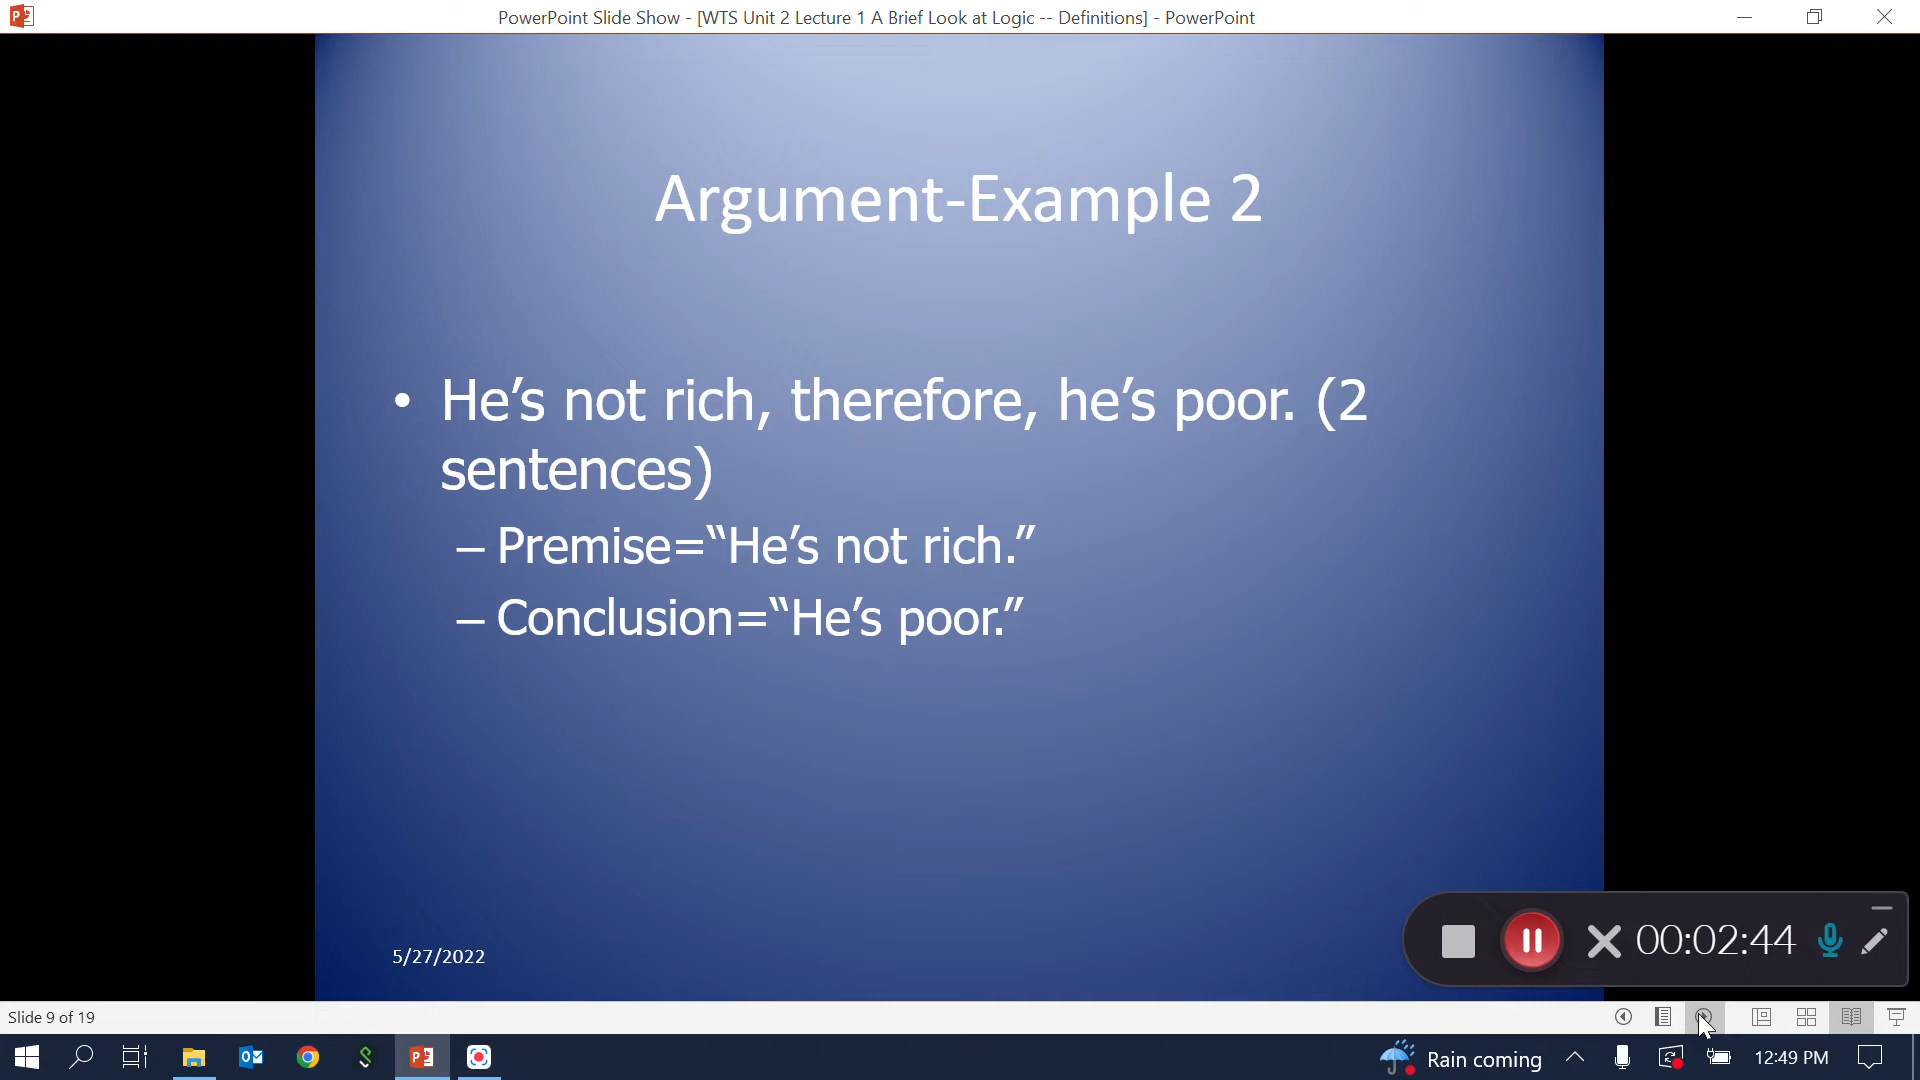 PowerPoint Slide Show - [WTS Unit 2 Lecture 1 A Brief Look at Logic -- Definitions] - PowerPoint
Argument-Example 2
• He’s not rich, therefore, he’s poor. (2
sentences)
– Premise=“He’s not rich.”
– Conclusion=“He’s poor.”
5/27/2022
00:02:44
Slide 9 of 19
Rain coming
12:49 PM